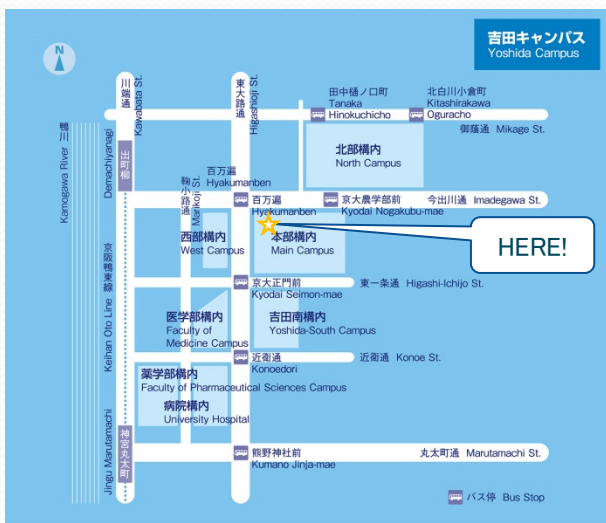 吉田キャンパス
Yoshida Campus
N
川端通
Kawabata St.
東大路通
Higashioji St.
田中樋ノ口町
Tanaka
Hinokuchicho
北白川小倉町
Kitashirakawa
Oguracho
御蔭通 Mikage St.
鴨川
Kamogawa River
出町柳
Demachiyanagi
北部構内
North Campus
鞠小路通
Marikoji St.
百万遍
Hyakumanben
百万遍
Hyakumanben
京大農学部前
Kyodai Nogakubu-mae
今出川通 Imadegawa St.
西部構内
West Campus
本部構内
Main Campus
HERE!
京阪鴨東線
Keihan Oto Line
京大正門前
Kyodai Seimon-mae
東一条通 Higashi-Ichijo St.
医学部構内
Faculty of
Medicine Campus
吉田南構内
Yoshida-South Campus
近衛通
Konoedori
近衛通 Konoe St.
薬学部構内
Faculty of Pharmaceutical Sciences Campus
病院構内
University Hospital
神宮丸太町
Jingu Marutamachi
熊野神社前
Kumano Jinja-mae
丸太町通 Marutamachi St.
バス停 Bus Stop